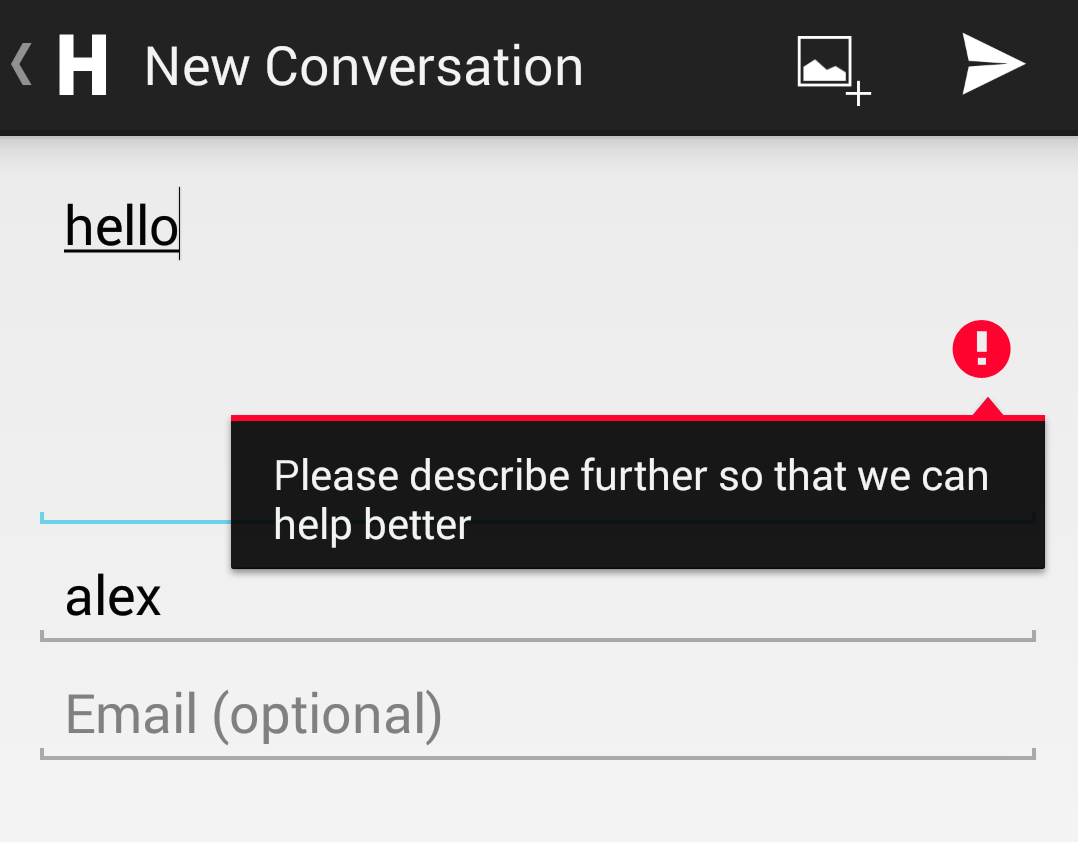 H New Conversation
hello
Please describe further so that we can
help better
alex
Email (optional)